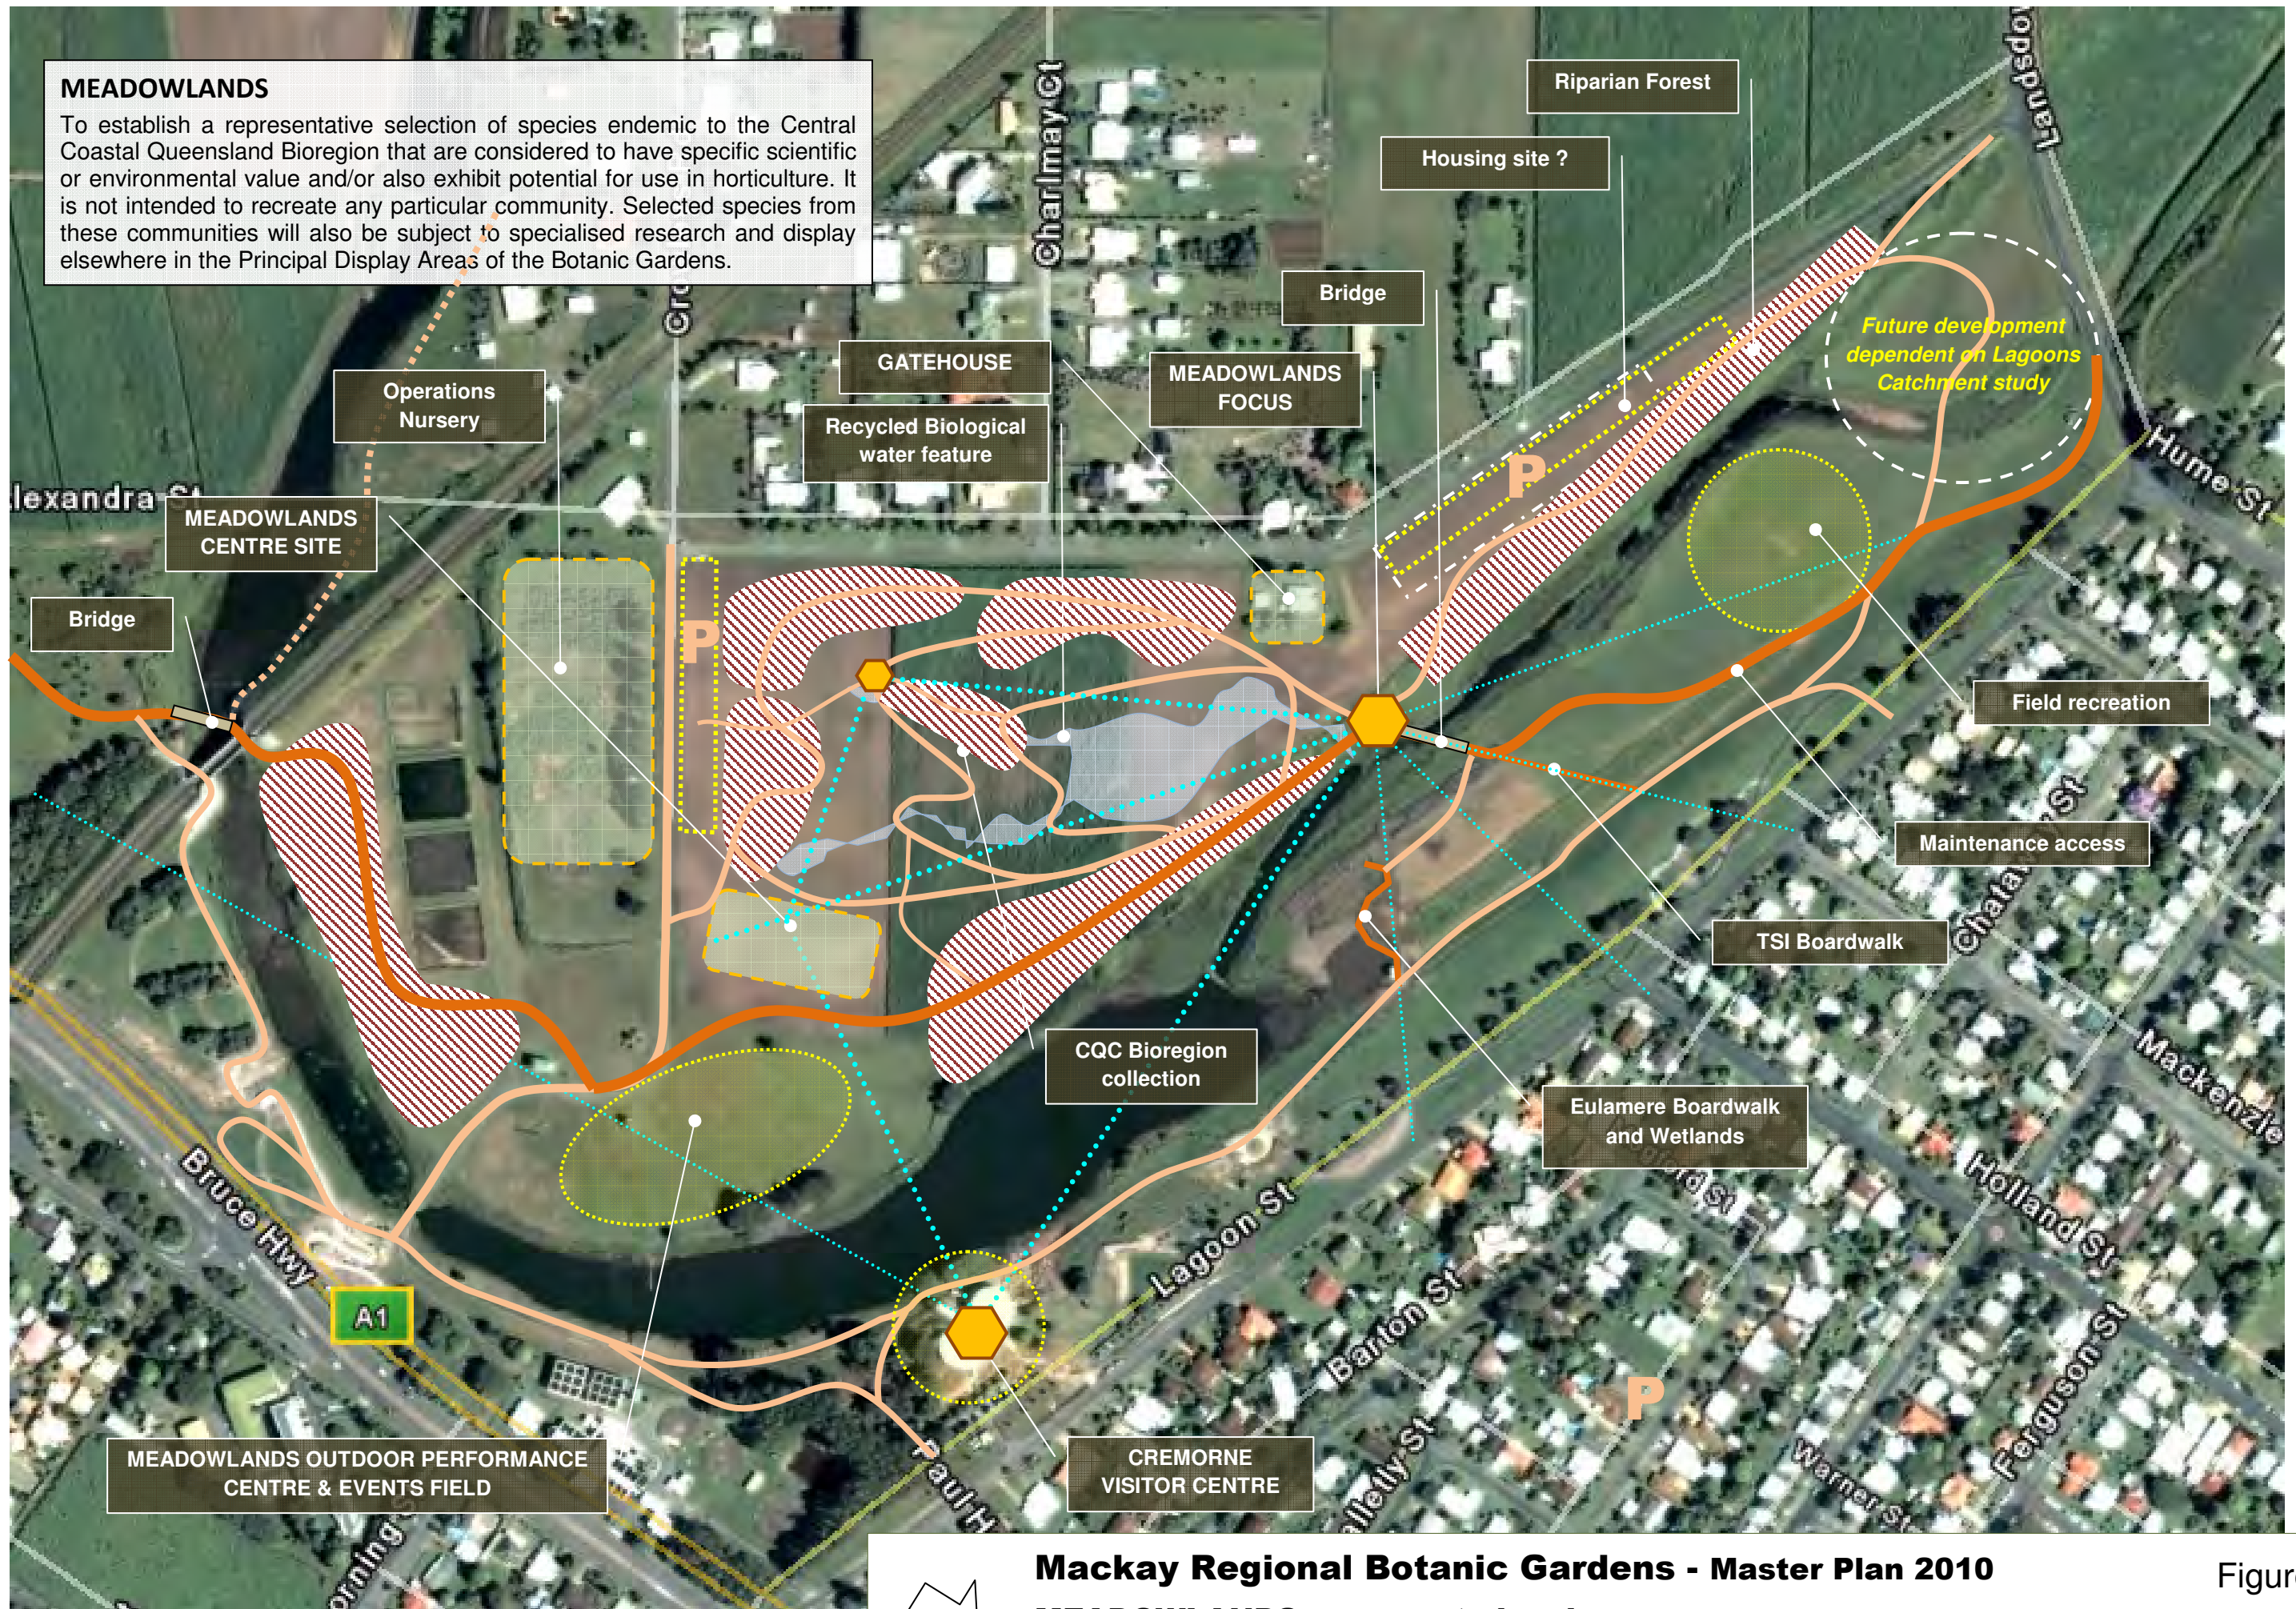 MEADOWLANDS
To establish a representative selection of species endemic to the Central
Coastal Queensland Bioregion that are considered to have specific scientific
or environmental value and/or also exhibit potential for use in horticulture. It
is not intended to recreate any particular community. Selected species from
these communities will also be subject to specialised research and display
elsewhere in the Principal Display Areas of the Botanic Gardens.
Charlmay Ct
Riparian Forest
Housing site ?
Bridge
GATEHOUSE
MEADOWLANDS
FOCUS
Operations
Nursery
Recycled Biological
water feature
Future development
dependent on Lagoons
Catchment study
Hume St
P
MEADOWLANDS
CENTRE SITE
Bridge
P
Field recreation
Maintenance access
Chataway St
TSI Boardwalk
CQC Bioregion
collection
Eulamere Boardwalk
and Wetlands
Mackenzie
Holland St
Bruce Hwy
A1
Lagoon St
Barton St
P
Ferguson St
Warner St
MEADOWLANDS OUTDOOR PERFORMANCE
CENTRE & EVENTS FIELD
CREMORNE
VISITOR CENTRE
Mackay Regional Botanic Gardens - Master Plan 2010
Figure